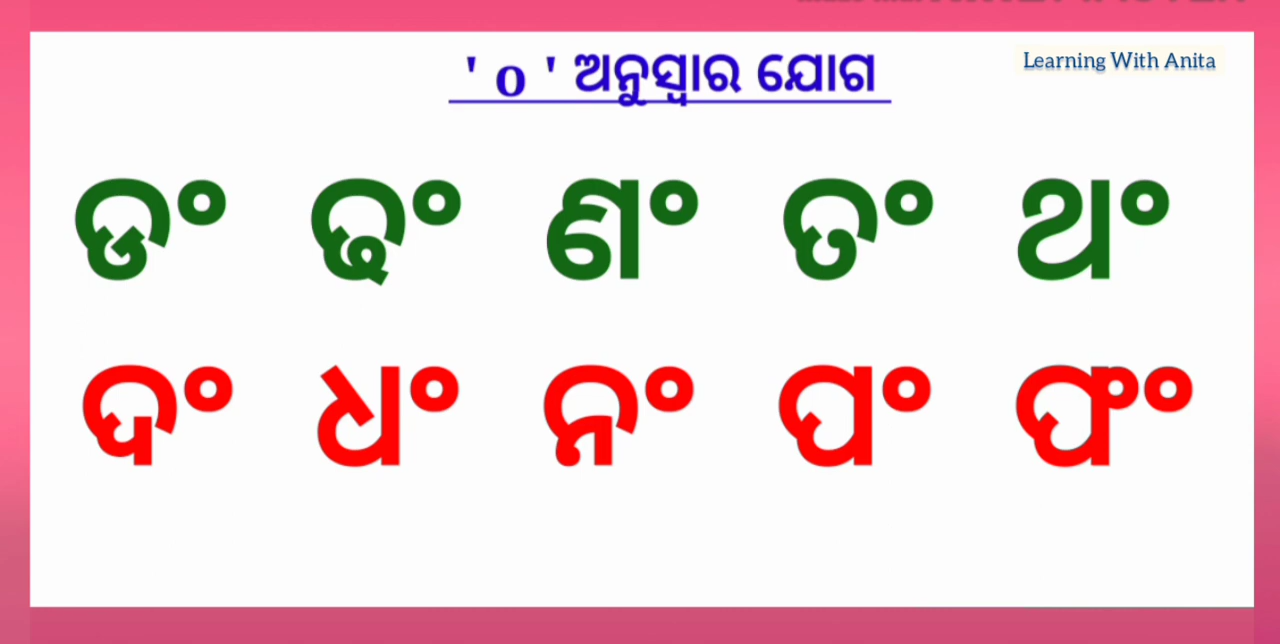 ' o ' ଅନୁସ୍ୱାର ଯୋଗ
Learning With Anita
ଡଂ ଢଂ ଣଂ ତଂ ଥଂ
ଦଂ ଧଂ ନଂ ପଂ ଫଂ